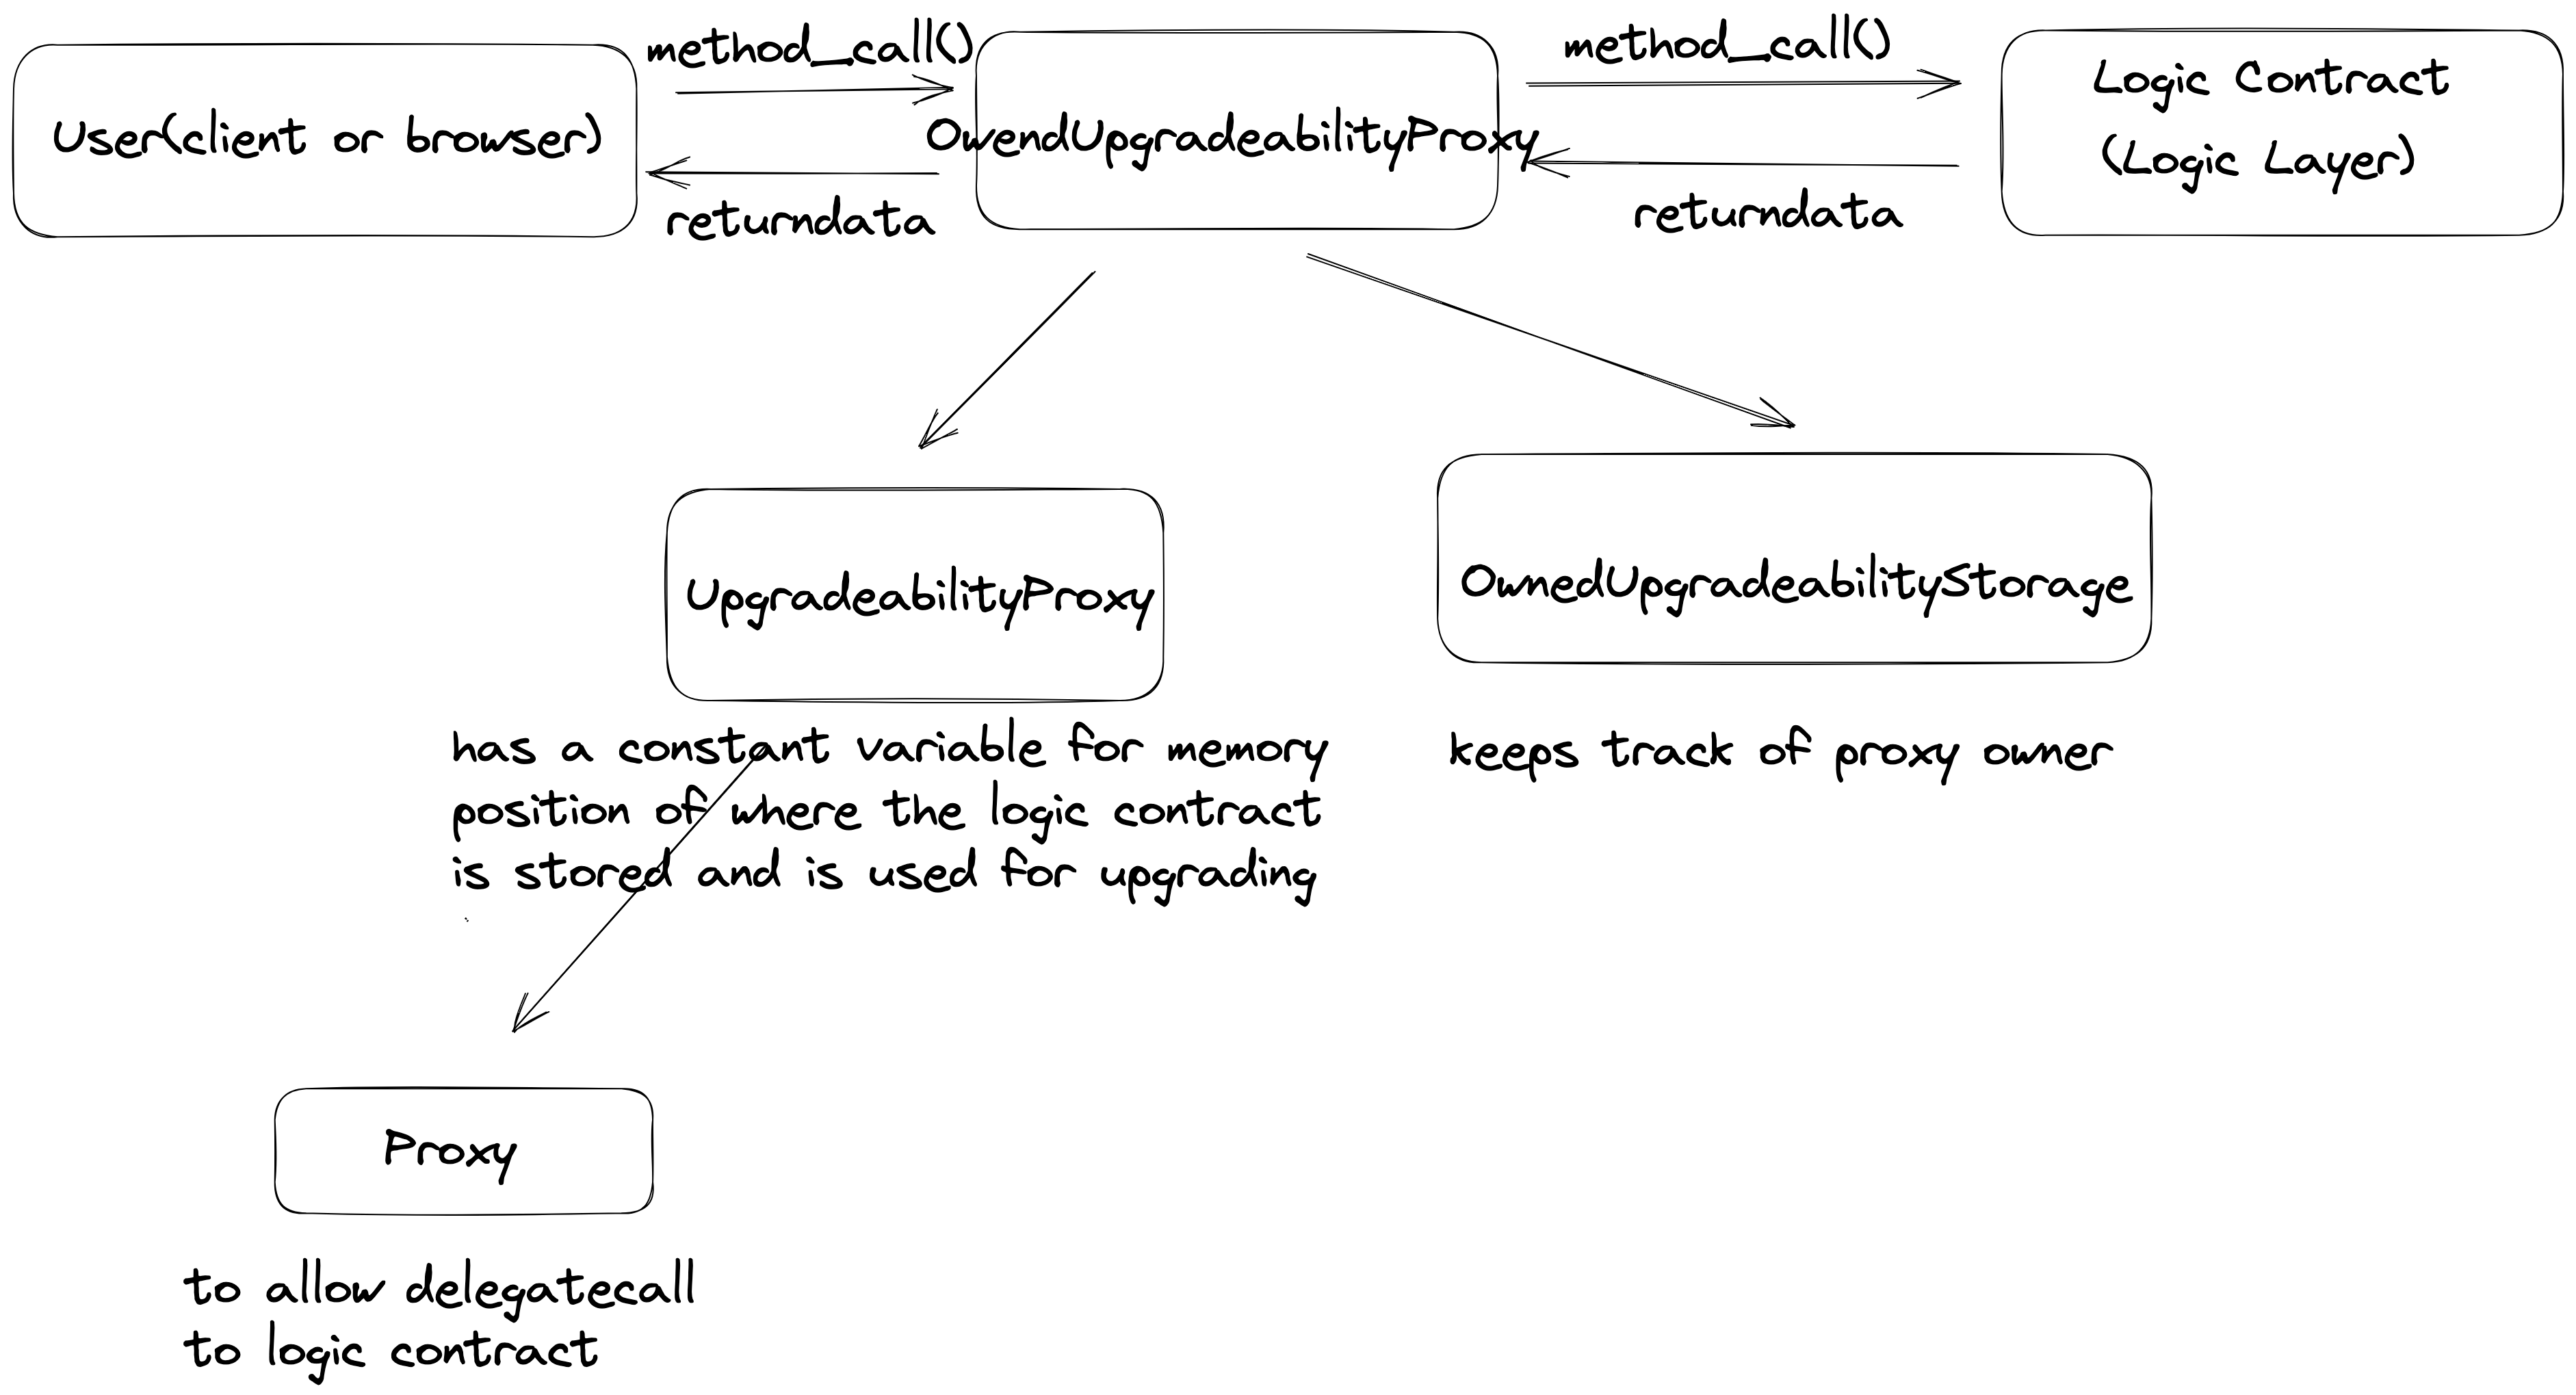 method_call()
method_call()
User(client or browser)
OwendUpgradeabilityProxy
Logic Contract
(Logic Layer)
returndata
returndata
UpgradeabilityProxy
OwnedUpgradeabilityStorage
has a constant variable for memory
position of where the logic contract
is stored and is used for upgrading
keeps track of proxy owner
Proxy
to allow delegatecall
to logic contract